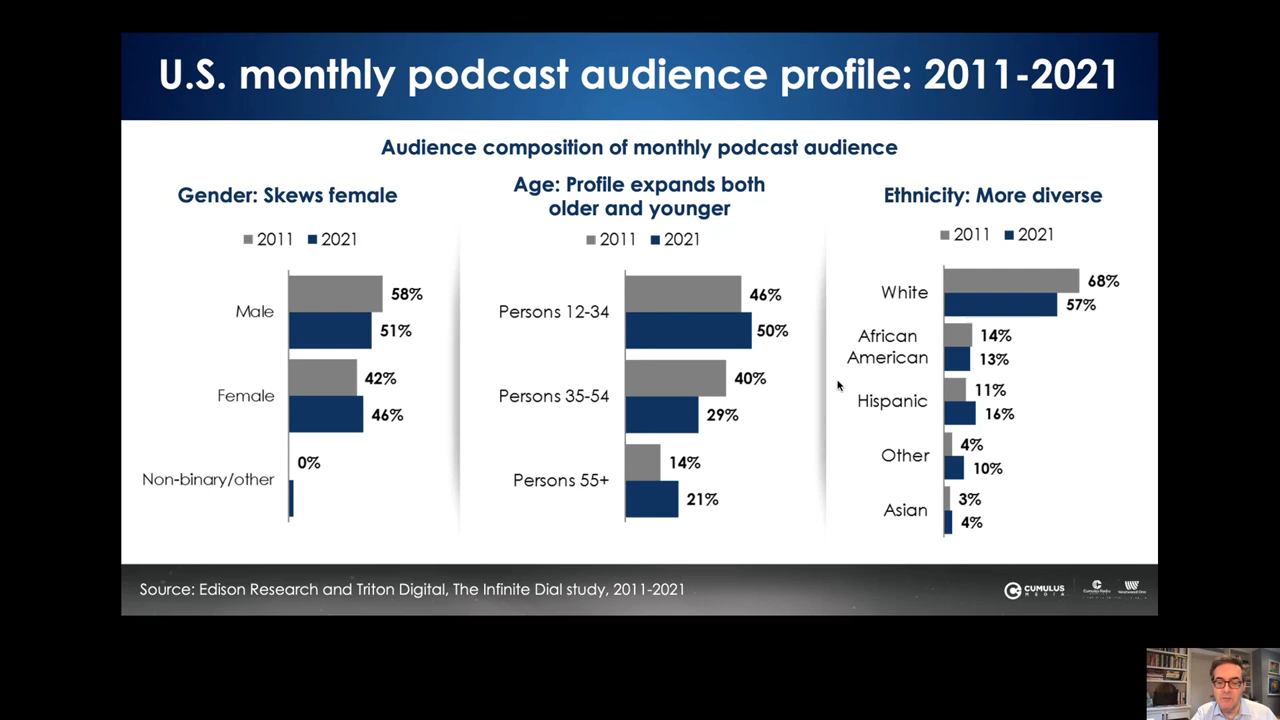 U.S. monthly podcast audience profile: 2011-2021
Audience composition of monthly podcast audience
Gender: Skews female
2011 2021
Male
58%
51%
Female
42%
46%
Non-binary/other
0%
Age: Profile expands both
older and younger
2011 2021
Persons 12-34
46%
50%
Persons 35-54
40%
29%
Persons 55+
14%
21%
Ethnicity: More diverse
2011 2021
White
68%
57%
African
American
14%
13%
Hispanic
11%
16%
Other
4%
10%
Asian
3%
4%
Source: Edison Research and Triton Digital, The Infinite Dial study, 2011-2021
CUMULUS
MEDIA